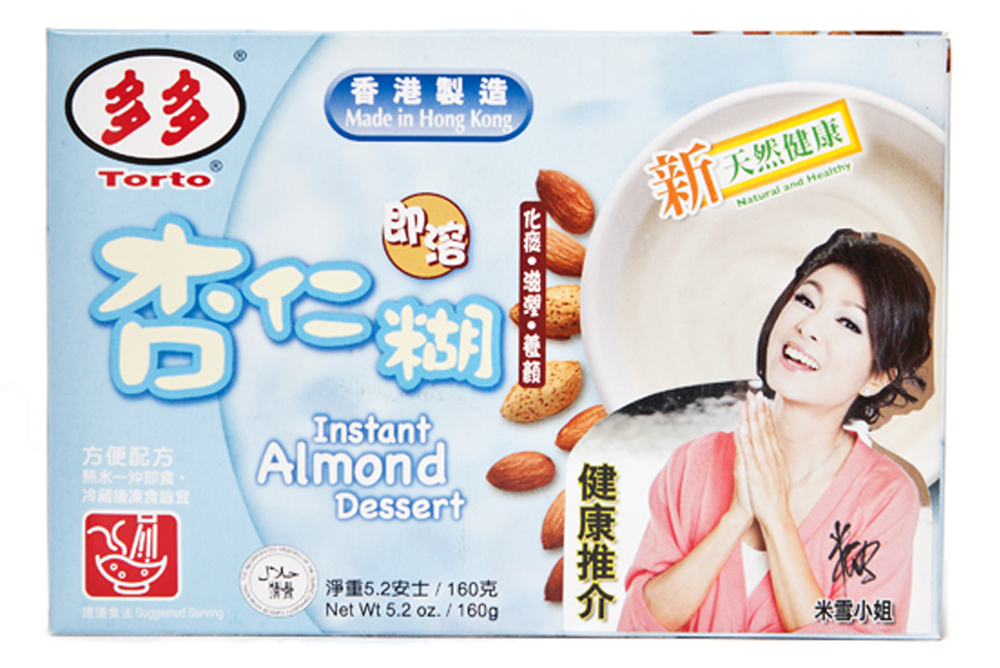 多多
®
Torto®
香港製造
Made in Hong Kong
新天然健康
Natural and Healthy
即溶
杏仁糊
化痰•滋潤•養顏
Instant
Almond
Dessert
方便配方
熱水一沖即食,
冷藏後凍食皆宜
建議食法 Suggested Serving
淨重5.2安士 / 160克
Net Wt 5.2 oz. / 160g
健康推介
米雪小姐